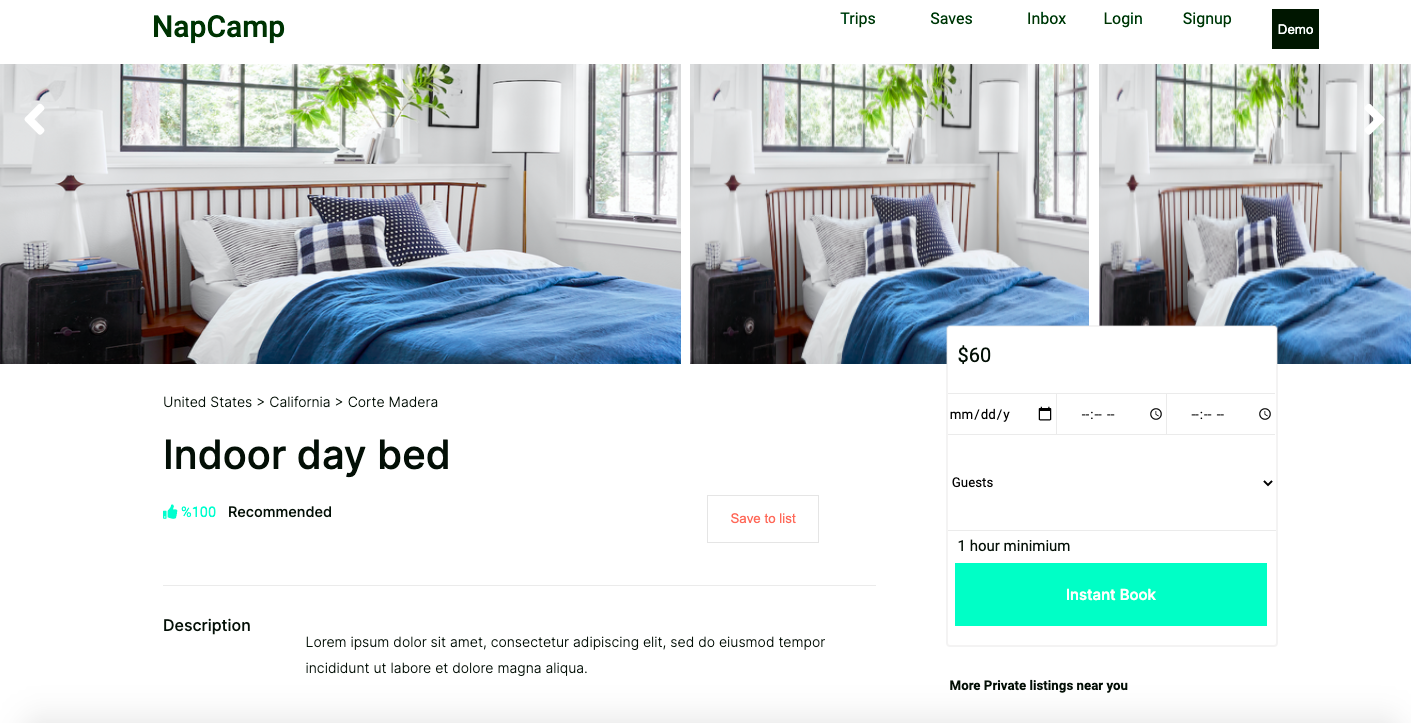 NapCamp
Trips Saves Inbox Login Signup Demo
$60
mm/dd/y --:-- -- --:-- --
Guests
1 hour minimium
Instant Book
United States > California > Corte Madera
Indoor day bed
%100 Recommended
Save to list
Description
Lorem ipsum dolor sit amet, consectetur adipiscing elit, sed do eiusmod tempor
incididunt ut labore et dolore magna aliqua.
More Private listings near you